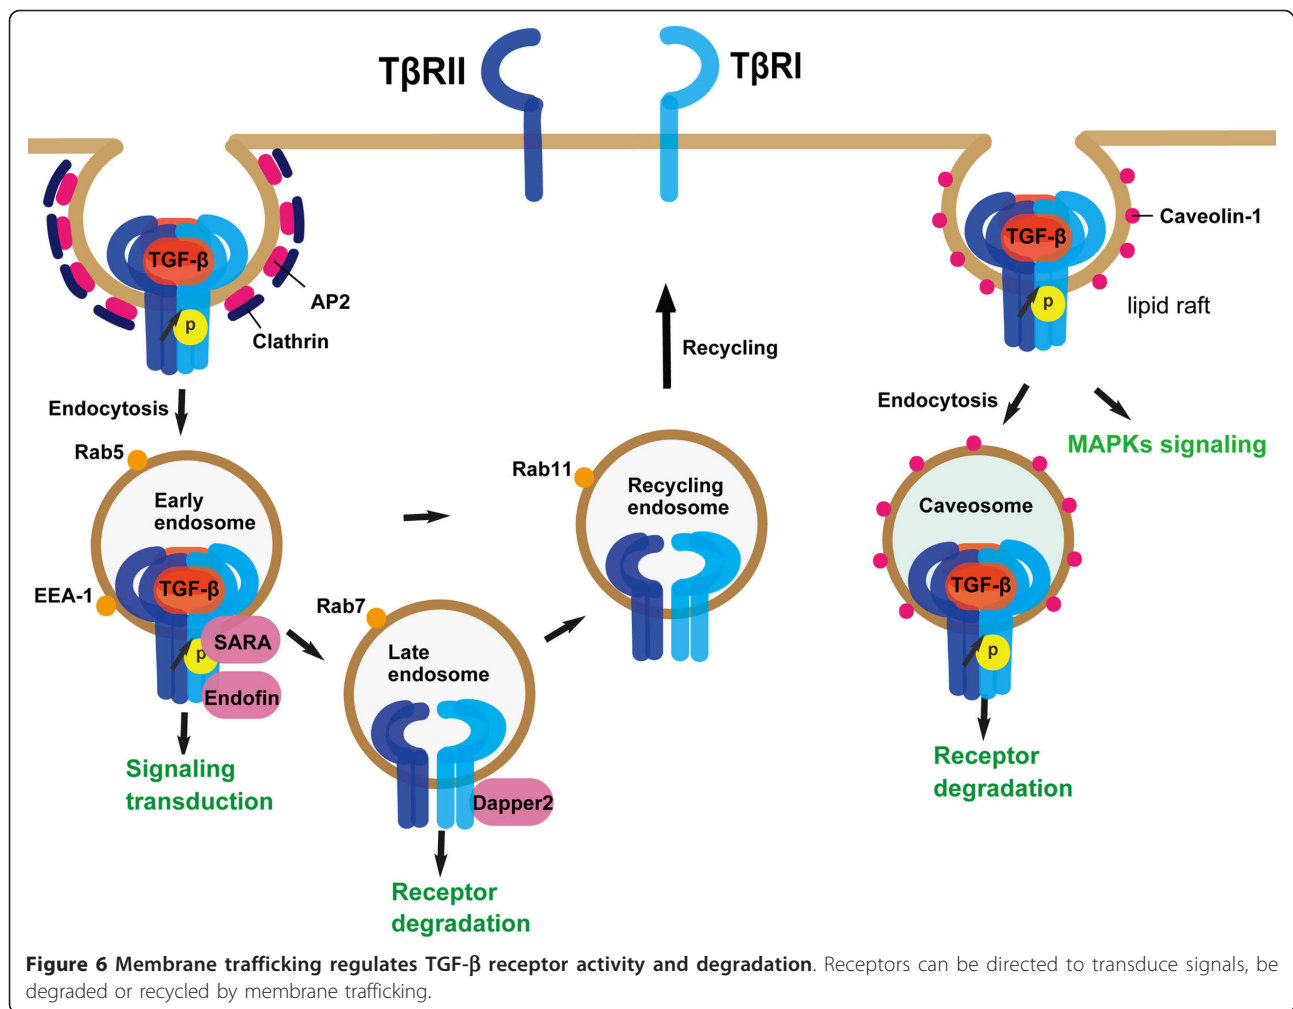 TβRII
TβRI
TGF-β
p
AP2
Clathrin
TGF-β
p
Caveolin-1
lipid raft
Endocytosis
Recycling
Endocytosis
MAPKs signaling
Rab5
Early
endosome
EEA-1
TGF-β
p
SARA
Endofin
Signaling
transduction
Rab7
Late
endosome
Dapper2
Receptor
degradation
Rab11
Recycling
endosome
Caveosome
TGF-β
p
Receptor
degradation
Figure 6 Membrane trafficking regulates TGF-β receptor activity and degradation. Receptors can be directed to transduce signals, be
degraded or recycled by membrane trafficking.